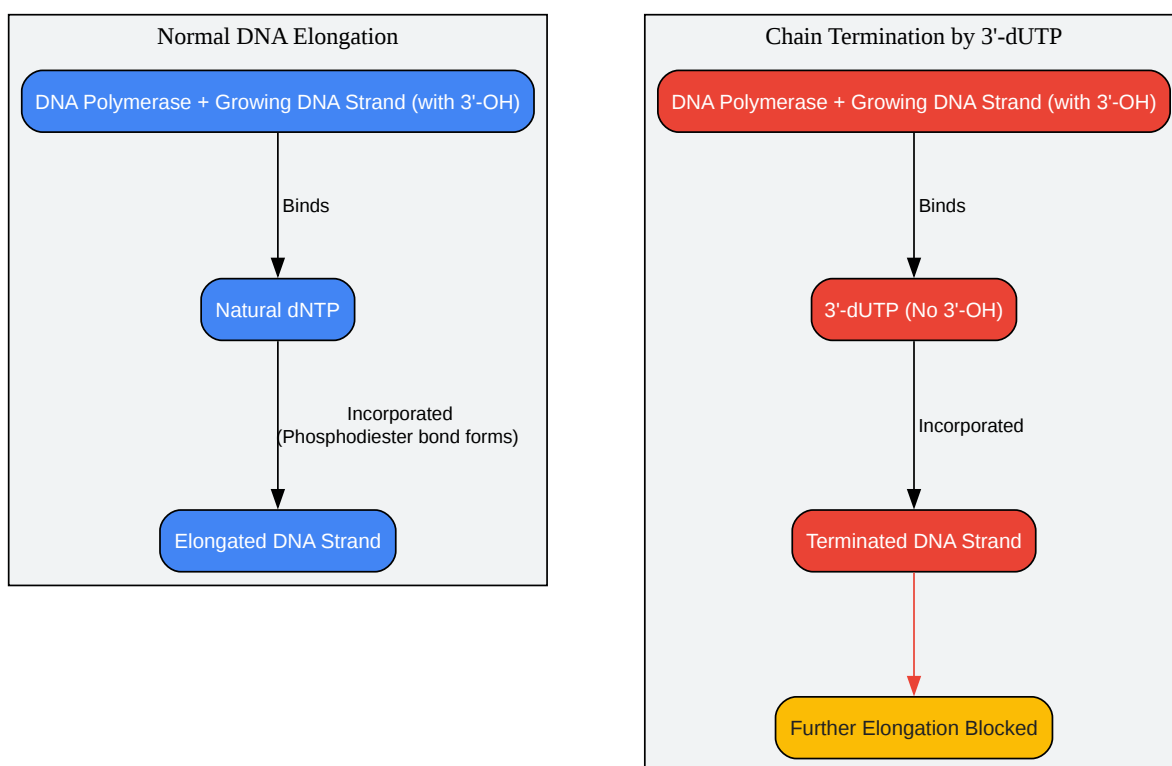 Normal DNA Elongation
DNA Polymerase + Growing DNA Strand (with 3'-OH)
Binds
Natural dNTP
Incorporated
(Phosphodiester bond forms)
Elongated DNA Strand
Chain Termination by 3'-dUTP
DNA Polymerase + Growing DNA Strand (with 3'-OH)
Binds
3'-dUTP (No 3'-OH)
Incorporated
Terminated DNA Strand
Further Elongation Blocked